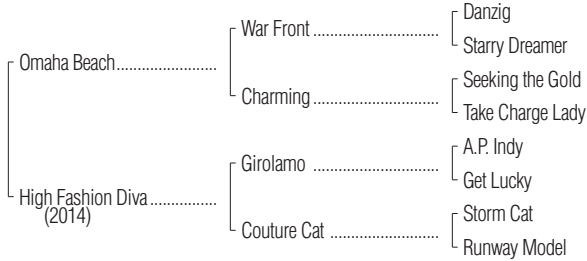 Danzig
War Front
Starry Dreamer
Omaha Beach
Seeking the Gold
Charming
Take Charge Lady
A.P. Indy
Girolamo
Get Lucky
High Fashion Diva
(2014)
Storm Cat
Couture Cat
Runway Model